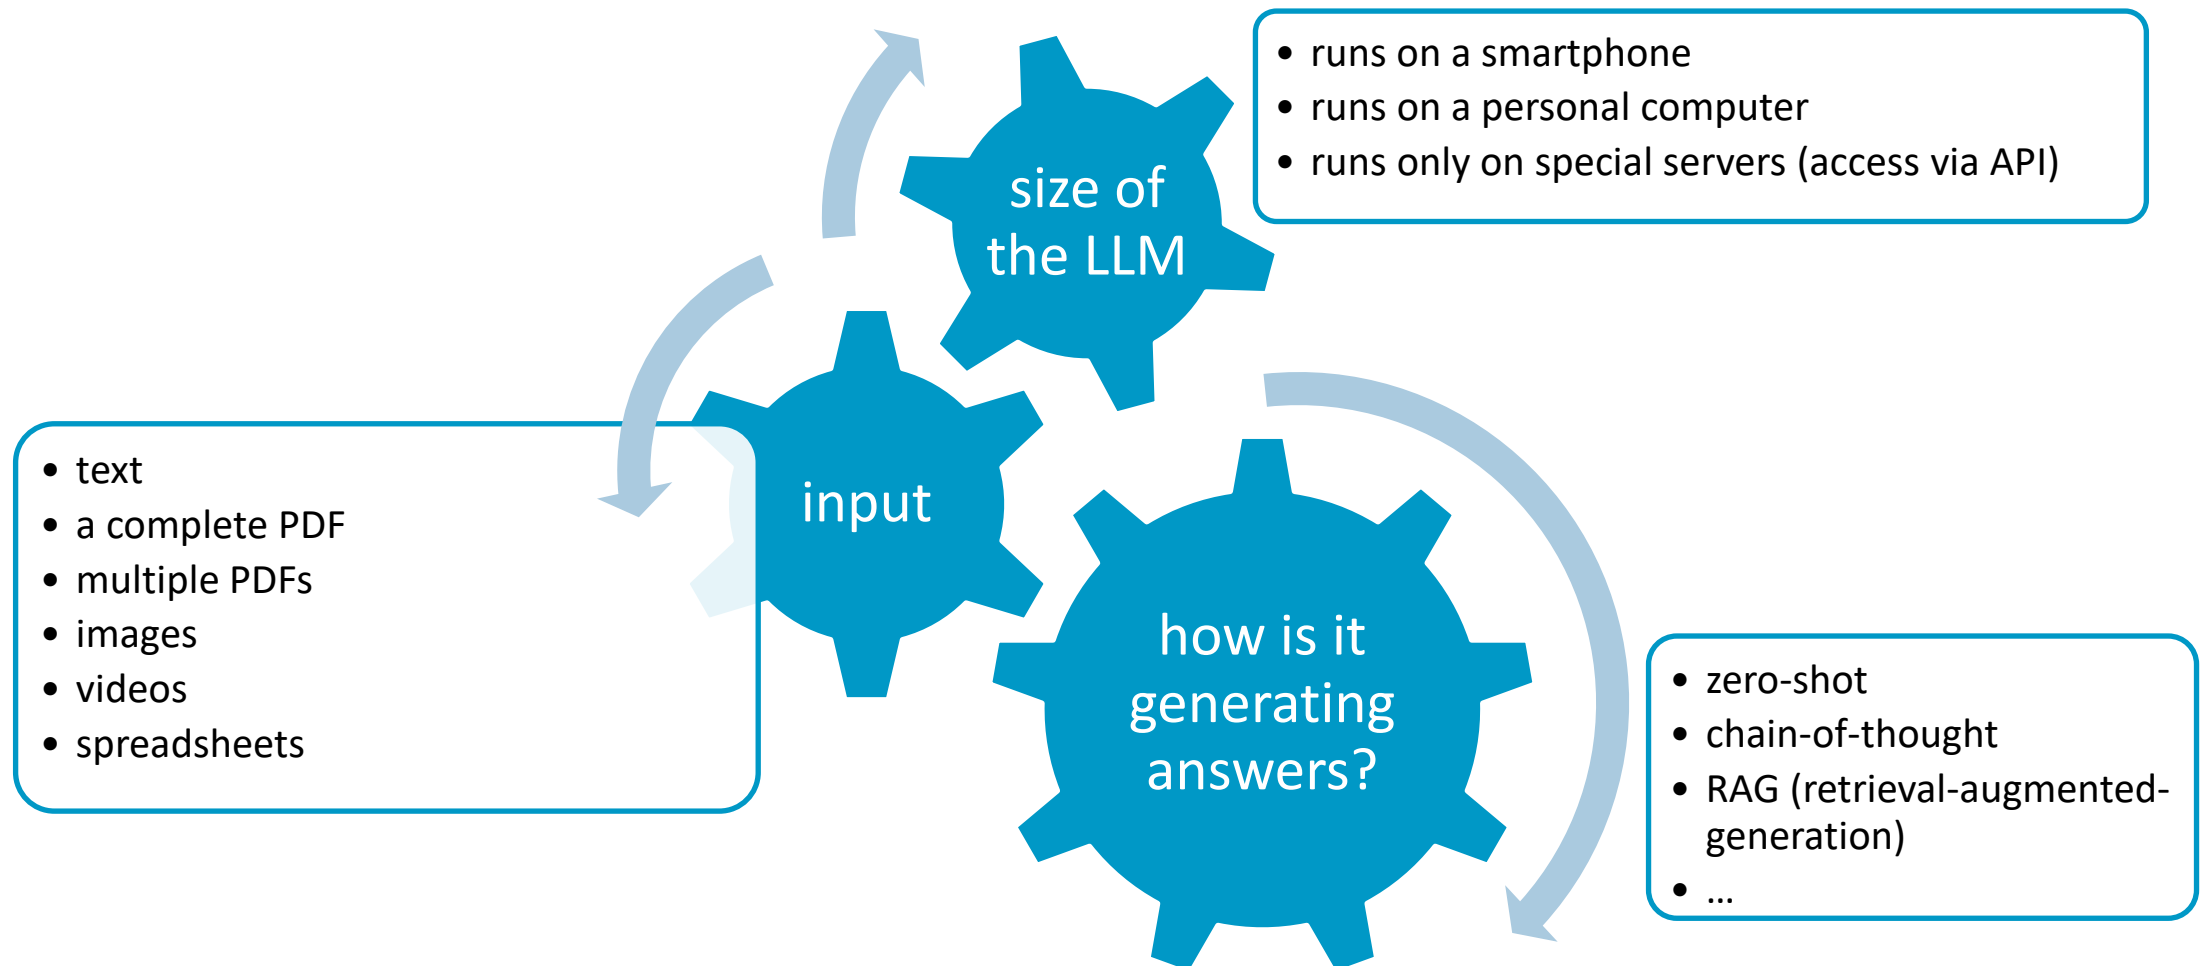 size of
the LLM
• runs on a smartphone
• runs on a personal computer
• runs only on special servers (access via API)
input
• text
• a complete PDF
• multiple PDFs
• images
• videos
• spreadsheets
how is it
generating
answers?
• zero-shot
• chain-of-thought
• RAG (retrieval-augmented-
generation)
• ...